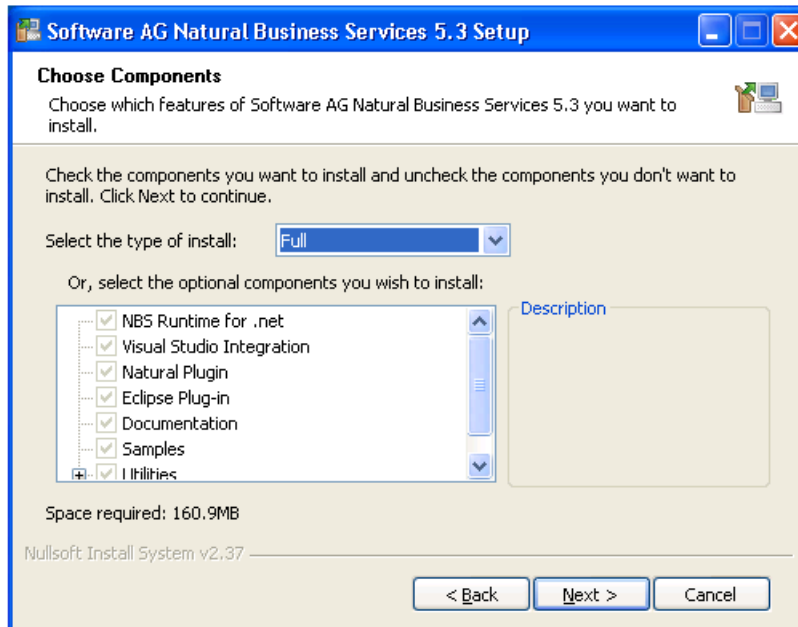 Software AG Natural Business Services 5.3 Setup
Choose Components
Choose which features of Software AG Natural Business Services 5.3 you want to
install.
Check the components you want to install and uncheck the components you don't want to
install. Click Next to continue.
Select the type of install: Full
Or, select the optional components you wish to install:
NBS Runtime for .net
Visual Studio Integration
Natural Plugin
Eclipse Plug-in
Documentation
Samples
Utilities
Description
Space required: 160.9MB
Nullsoft Install System v2.37
< Back Next > Cancel